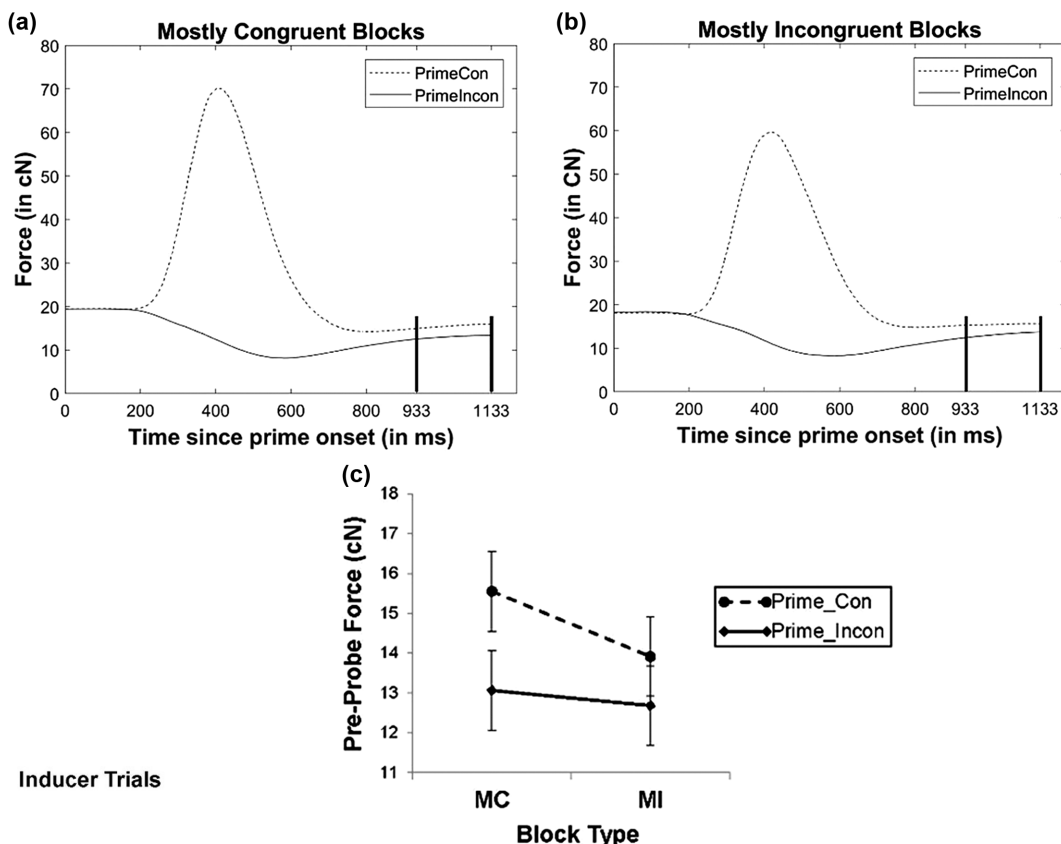 (a)
Mostly Congruent Blocks
80
70
60
50
40
30
20
10
0
Force (in cN)
PrimeCon
PrimeIncon
0 200 400 600 800 933 1133
Time since prime onset (in ms)
(b)
Mostly Incongruent Blocks
80
70
60
50
40
30
20
10
0
Force (in CN)
PrimeCon
PrimeIncon
0 200 400 600 800 933 1133
Time since prime onset (in ms)
(c)
18
17
16
15
14
13
12
11
Pre-Probe Force (cN)
Prime_Con
Prime_Incon
MC MI
Block Type
Inducer Trials